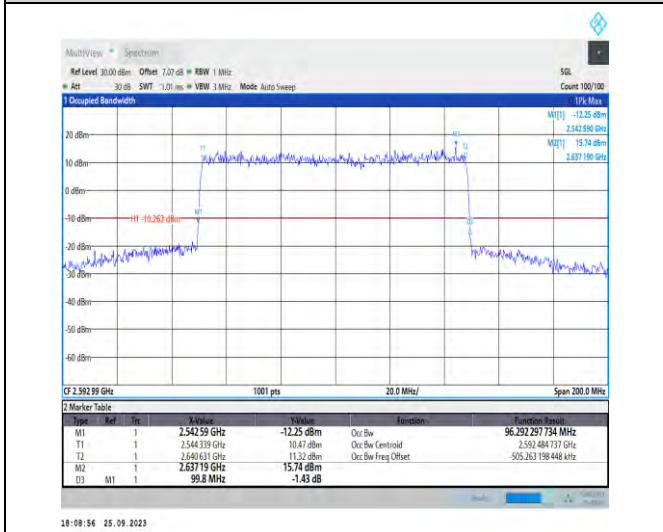 MultiView Spectrum
Ref Level 30.00 dBm Offset 7.07 dB RBW 1 MHz SGL
Att 30 dB SWT 1.01 ms VBW 3 MHz Mode Auto Sweep Count 100/100
1 Occupied Bandwidth 1Pk Max
M1[1] -12.25 dBm
2.542 590 GHz
M2[1] 15.74 dBm
2.637 190 GHz
20 dBm
10 dBm
0 dBm
-10 dBm
H1 -10.262 dBm
-20 dBm
-30 dBm
-40 dBm
-50 dBm
-60 dBm
T1
M2
T2
M1
CF 2.592 99 GHz 1001 pts 20.0 MHz/ Span 200.0 MHz
2 Marker Table
Type Ref Trc X-Value Y-Value Function Function Result
M1 1 2.542 59 GHz -12.25 dBm Occ Bw 96.292 297 734 MHz
T1 1 2.544 339 GHz 10.47 dBm Occ Bw Centroid 2.592 484 737 GHz
T2 1 2.640 631 GHz 11.32 dBm Occ Bw Freq Offset -505.263 198 448 kHz
M2 1 2.637 19 GHz 15.74 dBm
D3 M1 1 99.8 MHz -1.43 dB
18:08:56 25.09.2023